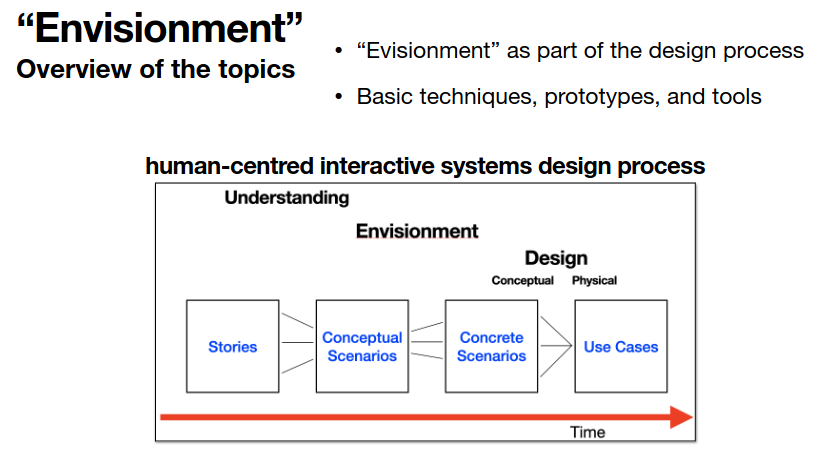 “Envisionment”
Overview of the topics
• “Evisionment” as part of the design process
• Basic techniques, prototypes, and tools
human-centred interactive systems design process
Understanding
Envisionment
Design
Conceptual Physical
Stories
Conceptual
Scenarios
Concrete
Scenarios
Use Cases
Time